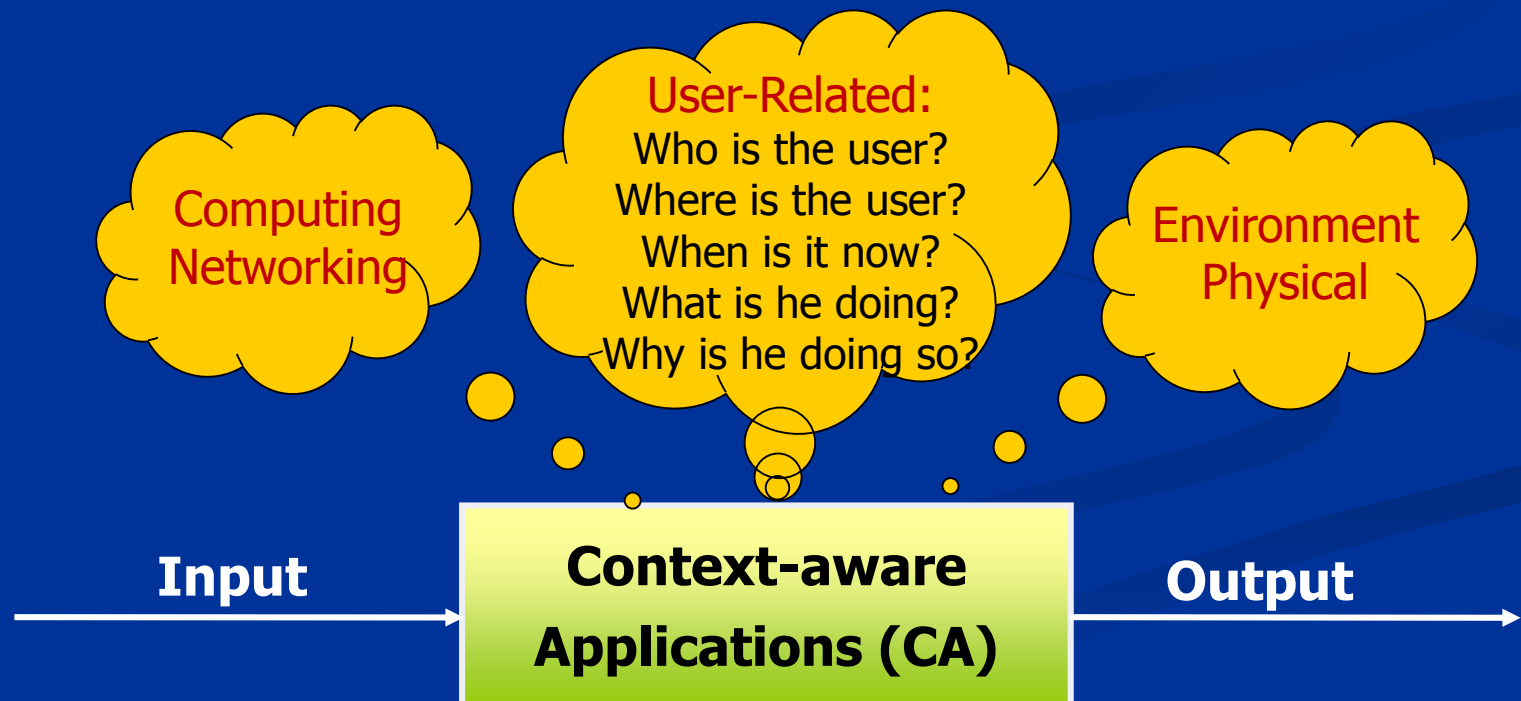 User-Related:
Who is the user?
Where is the user?
When is it now?
What is he doing?
Why is he doing so?
Computing
Networking
Environment
Physical
Input
Context-aware
Applications (CA)
Output